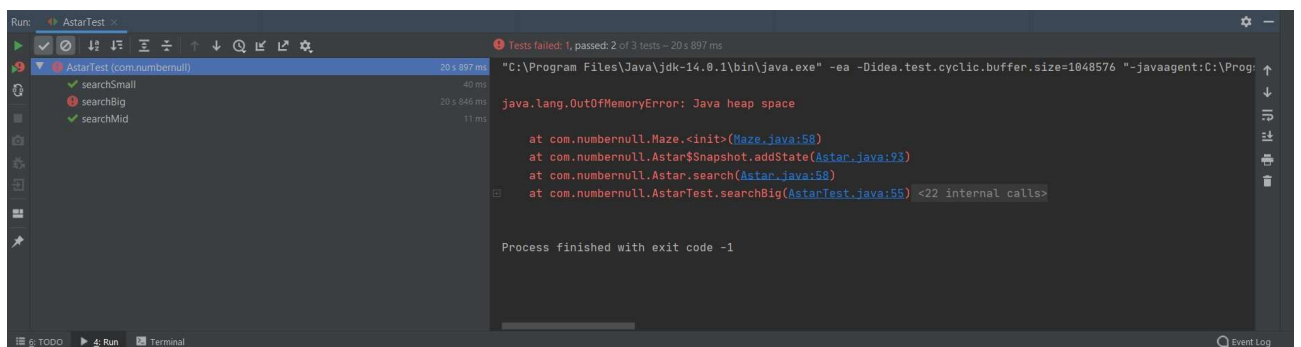 Run: AstarTest
Tests failed: 1, passed: 2 of 3 tests – 20 s 897 ms
AstarTest (com.numbernull) 20 s 897 ms
searchSmall 40 ms
searchBig 20 s 846 ms
searchMid 11 ms
"C:\Program Files\Java\jdk-14.0.1\bin\java.exe" -ea -Didea.test.cyclic.buffer.size=1048576 "-javaagent:C:\Prog
java.lang.OutOfMemoryError: Java heap space
at com.numbernull.Maze.<init>(Maze.java:58)
at com.numbernull.Astar$Snapshot.addState(Astar.java:93)
at com.numbernull.Astar.search(Astar.java:58)
at com.numbernull.AstarTest.searchBig(AstarTest.java:55) <22 internal calls>
Process finished with exit code -1
6: TODO 4: Run Terminal Event Log